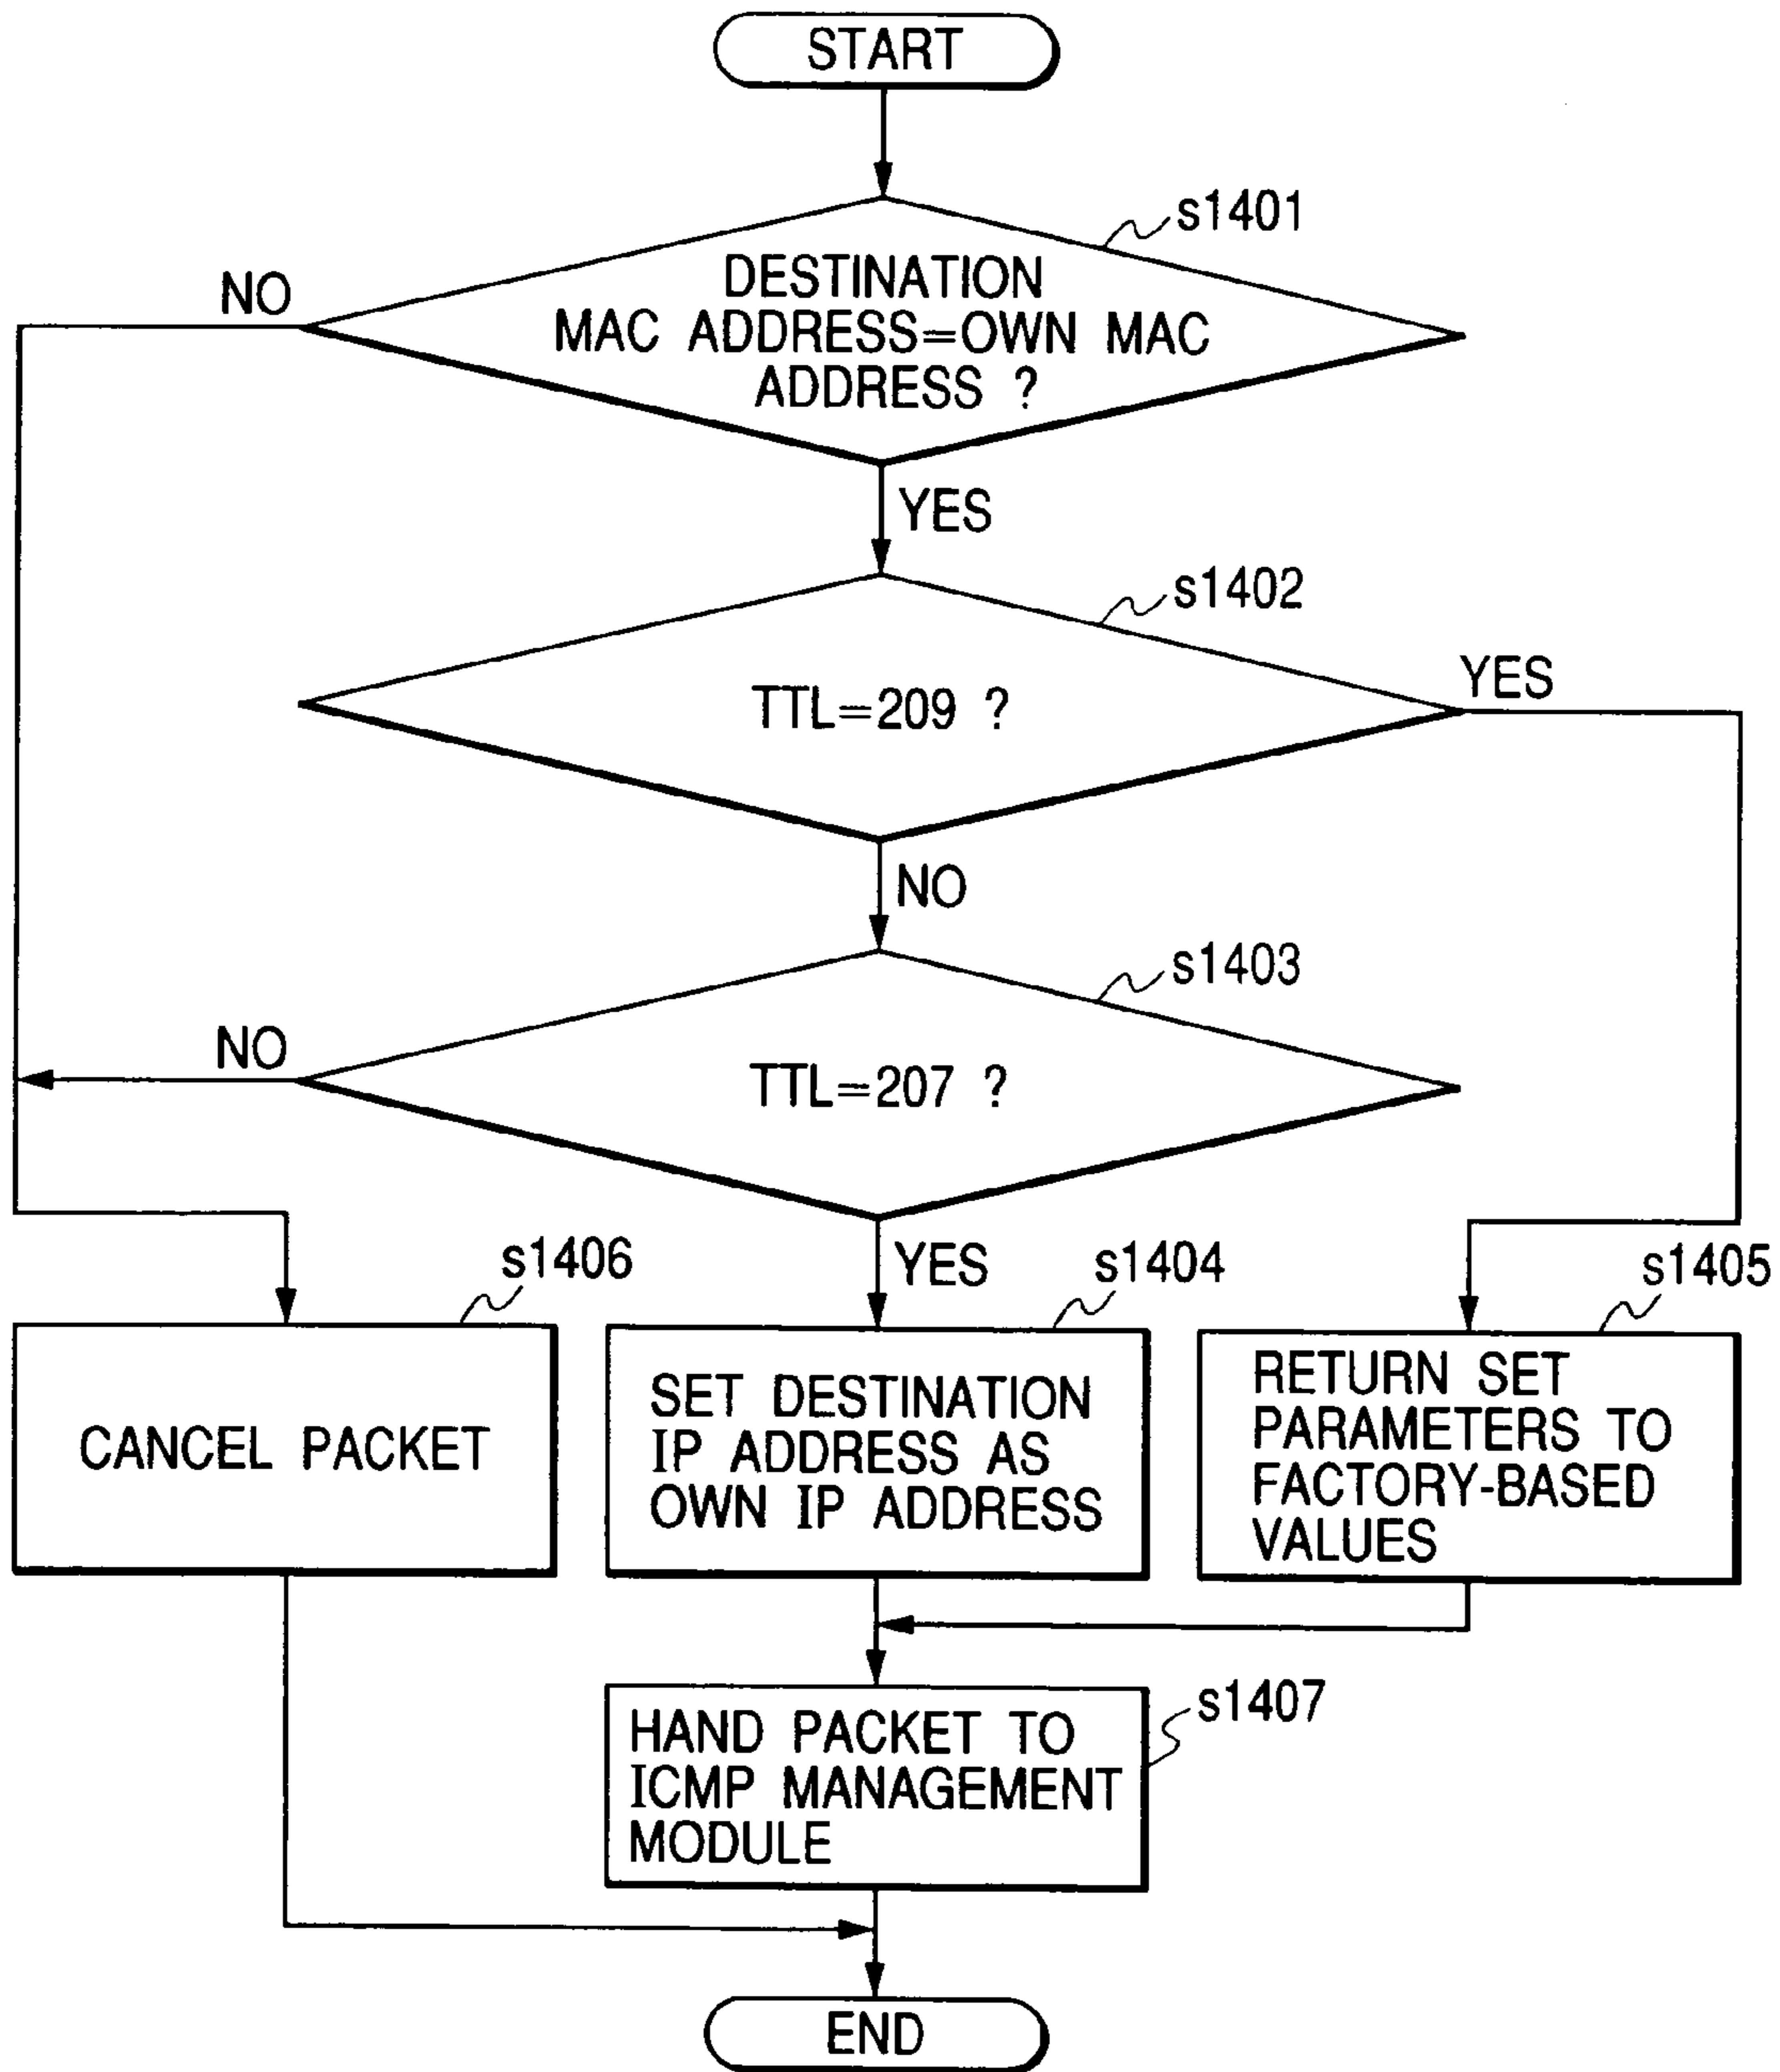 START
s1401
NO
DESTINATION
MAC ADDRESS=OWN MAC
ADDRESS ?
YES
s1402
YES
TTL=209 ?
NO
s1403
NO
TTL=207 ?
s1406
YES
s1404
s1405
CANCEL PACKET
SET DESTINATION
IP ADDRESS AS
OWN IP ADDRESS
RETURN SET
PARAMETERS TO
FACTORY-BASED
VALUES
s1407
HAND PACKET TO
ICMP MANAGEMENT
MODULE
END